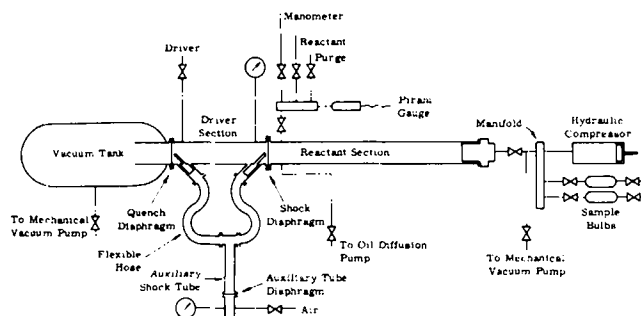 Manometer
Reactant
Purge
Driver
Pirani
Gauge
Driver
Section
Manifold
Hydraulic
Compressor
Vacuum Tank
Reactant Section
To Mechanical
Vacuum Pump
Quench
Diaphragm
Flexible
Hose
Shock
Diaphragm
Sample
Bulbs
To Oil Diffusion
Pump
To Mechanical
Vacuum Pump
Auxiliary
Shock Tube
Auxiliary Tube
Diaphragm
Air